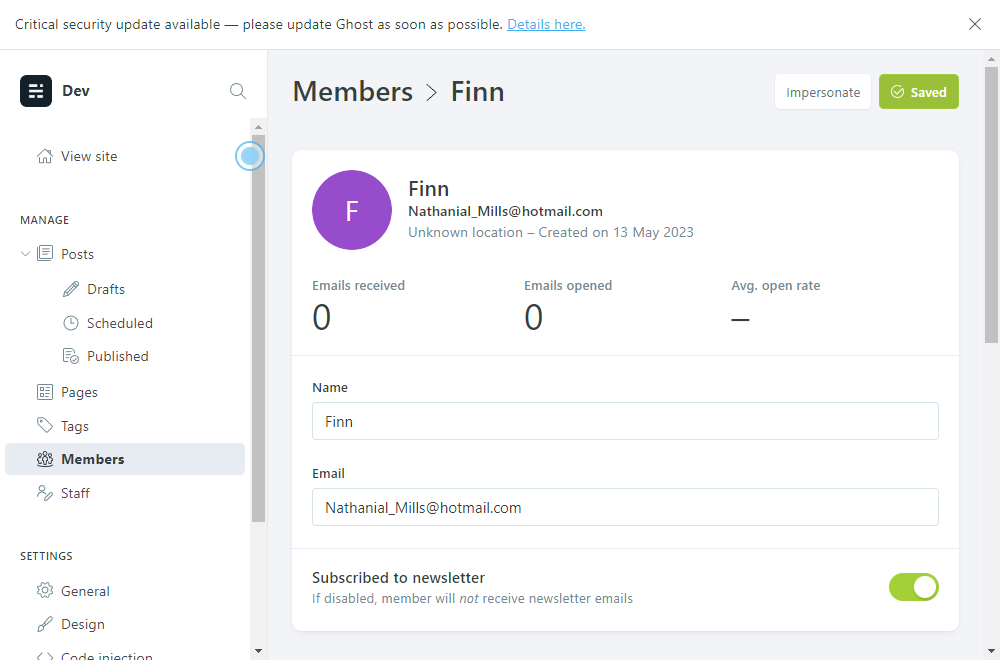 Critical security update available — please update Ghost as soon as possible. Details here.
Dev
View site
MANAGE
Posts
Drafts
Scheduled
Published
Pages
Tags
Members
Staff
SETTINGS
General
Design
Code injection
Members > Finn
Impersonate
Saved
F
Finn
Nathanial_Mills@hotmail.com
Unknown location – Created on 13 May 2023
Emails received
0
Emails opened
0
Avg. open rate
–
Name
Finn
Email
Nathanial_Mills@hotmail.com
Subscribed to newsletter
If disabled, member will not receive newsletter emails